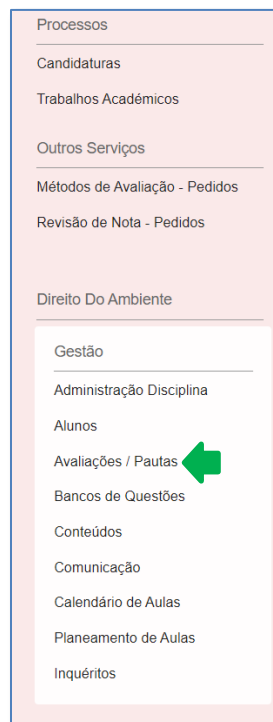 Processos
Candidaturas
Trabalhos Académicos
Outros Serviços
Métodos de Avaliação - Pedidos
Revisão de Nota - Pedidos
Direito Do Ambiente
Gestão
Administração Disciplina
Alunos
Avaliações / Pautas
Bancos de Questões
Conteúdos
Comunicação
Calendário de Aulas
Planeamento de Aulas
Inquéritos